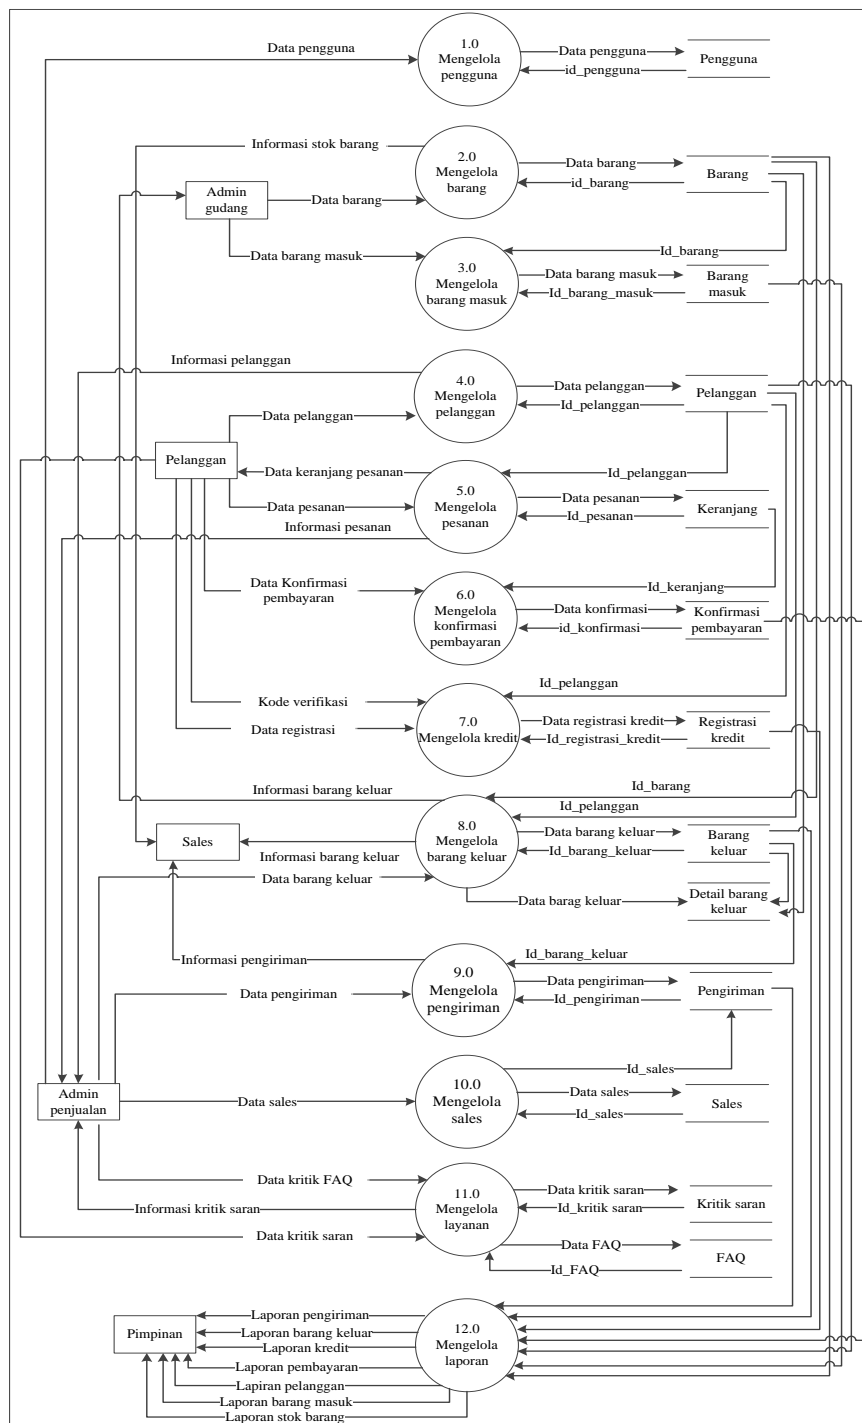 Data pengguna
1.0
Mengelola
pengguna
Data pengguna
id_pengguna
Pengguna
Informasi stok barang
2.0
Mengelola
barang
Data barang
id_barang
Barang
Admin
gudang
Data barang
Data barang masuk
Id_barang
3.0
Mengelola
barang masuk
Data barang masuk
Id_barang_masuk
Barang
masuk
Informasi pelanggan
4.0
Mengelola
pelanggan
Data pelanggan
Id_pelanggan
Pelanggan
Data pelanggan
Pelanggan
Data keranjang pesanan
Id_pelanggan
5.0
Mengelola
pesanan
Data pesanan
Id_pesanan
Keranjang
Data pesanan
Informasi pesanan
Data Konfirmasi
pembayaran
Id_keranjang
6.0
Mengelola
konfirmasi
pembayaran
Data konfirmasi
id_konfirmasi
Konfirmasi
pembayaran
Id_pelanggan
Kode verifikasi
Data registrasi
7.0
Mengelola kredit
Data registrasi kredit
Id_registrasi_kredit
Registrasi
kredit
Informasi barang keluar
Id_barang
Id_pelanggan
8.0
Mengelola
barang keluar
Data barang keluar
Id_barang_keluar
Barang
keluar
Sales
Informasi barang keluar
Data barang keluar
Data barag keluar
Detail barang
keluar
Informasi pengiriman
Id_barang_keluar
9.0
Mengelola
pengiriman
Data pengiriman
Id_pengiriman
Pengiriman
Data pengiriman
Id_sales
Admin
penjualan
Data sales
10.0
Mengelola
sales
Data sales
Id_sales
Sales
Data kritik FAQ
Informasi kritik saran
Data kritik saran
11.0
Mengelola
layanan
Data kritik saran
Id_kritik saran
Kritik saran
Data FAQ
Id_FAQ
FAQ
Pimpinan
Laporan pengiriman
Laporan barang keluar
Laporan kredit
Laporan pembayaran
Lapiran pelanggan
Laporan barang masuk
Laporan stok barang
12.0
Mengelola
laporan